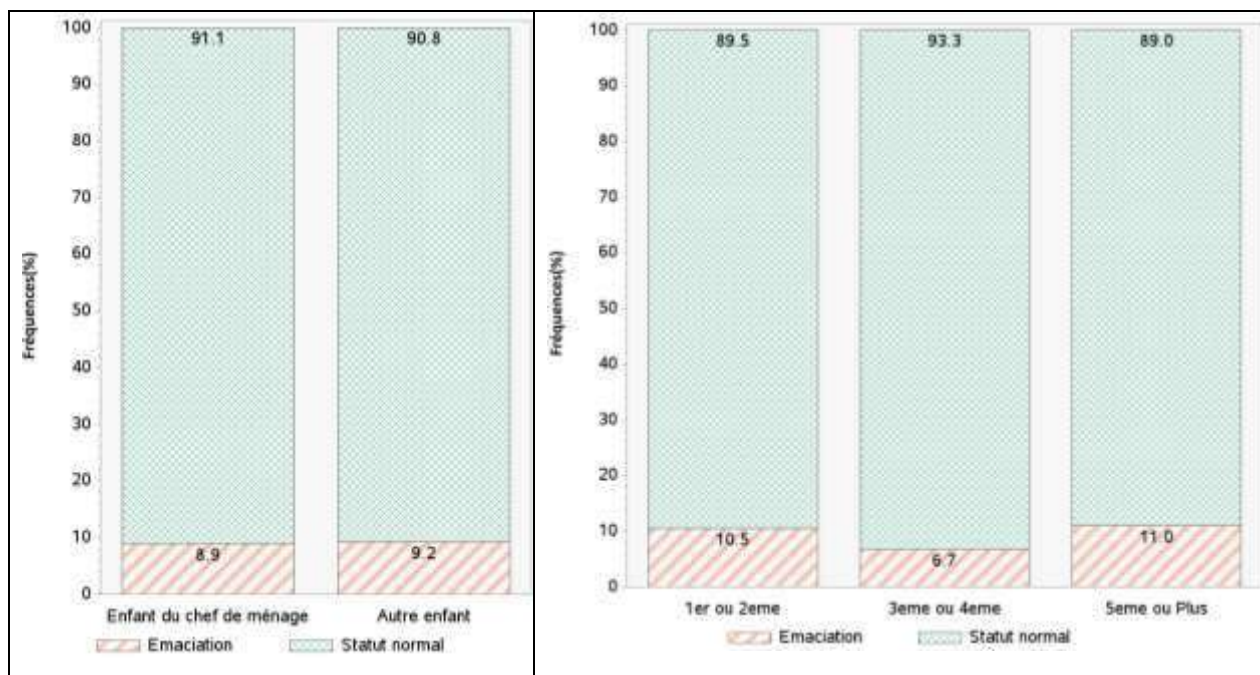 100
91.1
90.8
90
80
70
60
50
40
30
20
10
8.9
9.2
0
Fréquences(%)
Enfant du chef de ménage
Autre enfant
Emaciation
Statut normal
100
89.5
93.3
89.0
90
80
70
60
50
40
30
20
10
10.5
6.7
11.0
0
Fréquences(%)
1er ou 2eme
3eme ou 4eme
5eme ou Plus
Emaciation
Statut normal